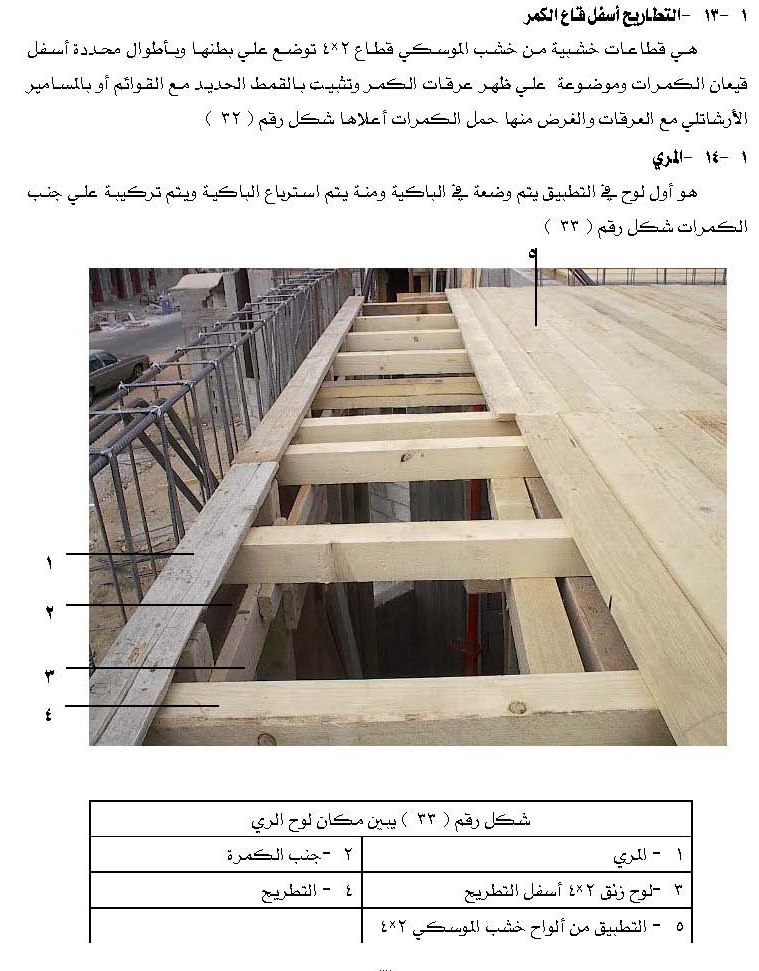 ١ -١٣ -التطاريح أسفل قاع الكمر
هي قطاعات خشبية من خشب الموسكي قطاع ٢×٤ توضع علي بطنها وبأطوال محددة أسفل
قيعان الكمرات وموضوعة علي ظهر عرقات الكمر وتثبت بالقمط الحديد مع القوائم أو بالمسامير
الأرشاتلي مع العرقات والغرض منها حمل الكمرات أعلاها شكل رقم ( ٣٢ )
١ -١٤ -المري
هو أول لوح في التطبيق يتم وضعة في الباكية ومنة يتم استرباع الباكية ويتم تركيبة علي جنب
الكمرات شكل رقم ( ٣٣ )
٥
١
٢
٣
٤
شكل رقم ( ٣٣ ) يبين مكان لوح الري
١ - المري
٢ -جنب الكمرة
٣ -لوح زنق ٢×٤ أسفل التطريح
٤ - التطريح
٥ - التطبيق من ألواح خشب الموسكي ٢×٤